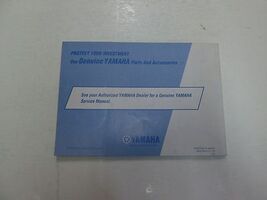 PROTECT YOUR INVESTMENT
Use Genuine YAMAHA Parts And Accessories
See your Authorized YAMAHA Dealer for a Genuine YAMAHA
Service Manual.
YAMAHA